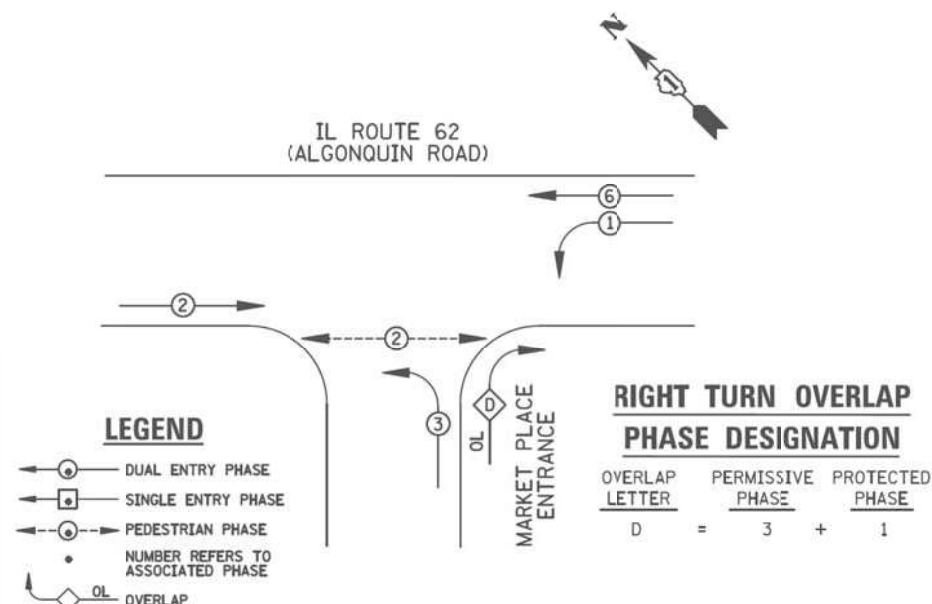 N
1
IL ROUTE 62
(ALGONQUIN ROAD)
6
1
2
2
D
OL
3
MARKET PLACE
ENTRANCE
LEGEND
DUAL ENTRY PHASE
SINGLE ENTRY PHASE
PEDESTRIAN PHASE
NUMBER REFERS TO
ASSOCIATED PHASE
OL OVERLAP
RIGHT TURN OVERLAP
PHASE DESIGNATION
OVERLAP PERMISSIVE PROTECTED
LETTER PHASE PHASE
D = 3 + 1